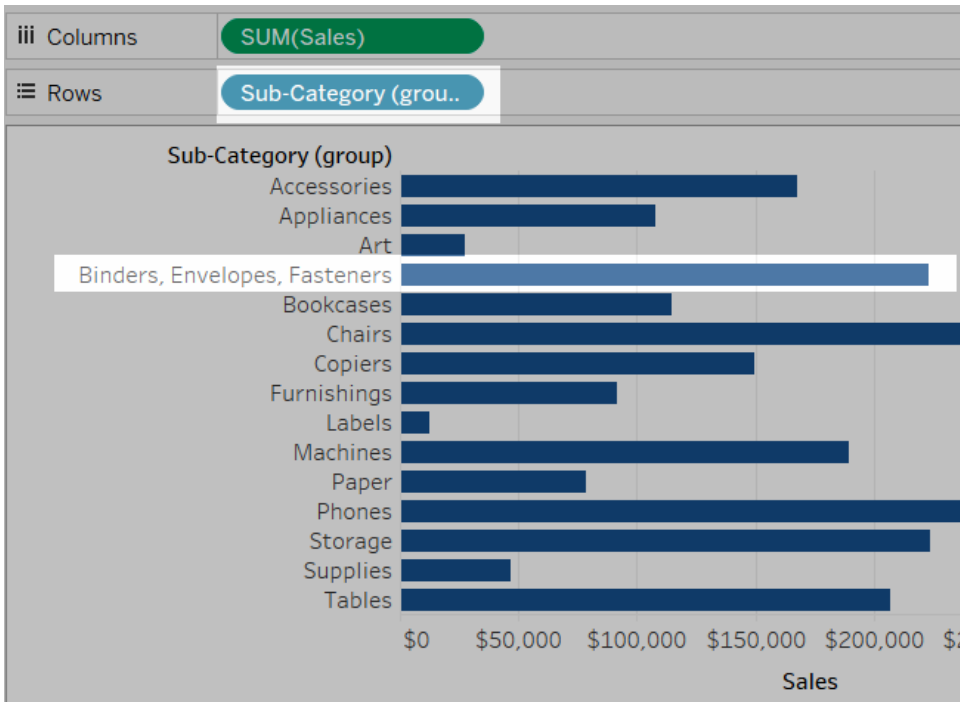 Columns SUM(Sales)
Rows Sub-Category (grou..
Sub-Category (group)
Accessories
Appliances
Art
Binders, Envelopes, Fasteners
Bookcases
Chairs
Copiers
Furnishings
Labels
Machines
Paper
Phones
Storage
Supplies
Tables
$0 $50,000 $100,000 $150,000 $200,000
Sales